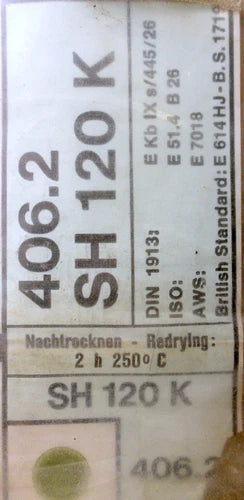 406.2
SH 120 K
DIN 1913: E Kb IX s/445/26
ISO: E 51.4 B 26
AWS: E 7018
British Standard: E 614 HJ-B.S.1719
Nachtrocknen - Redrying:
2 h 250º C
SH 120 K
406.2